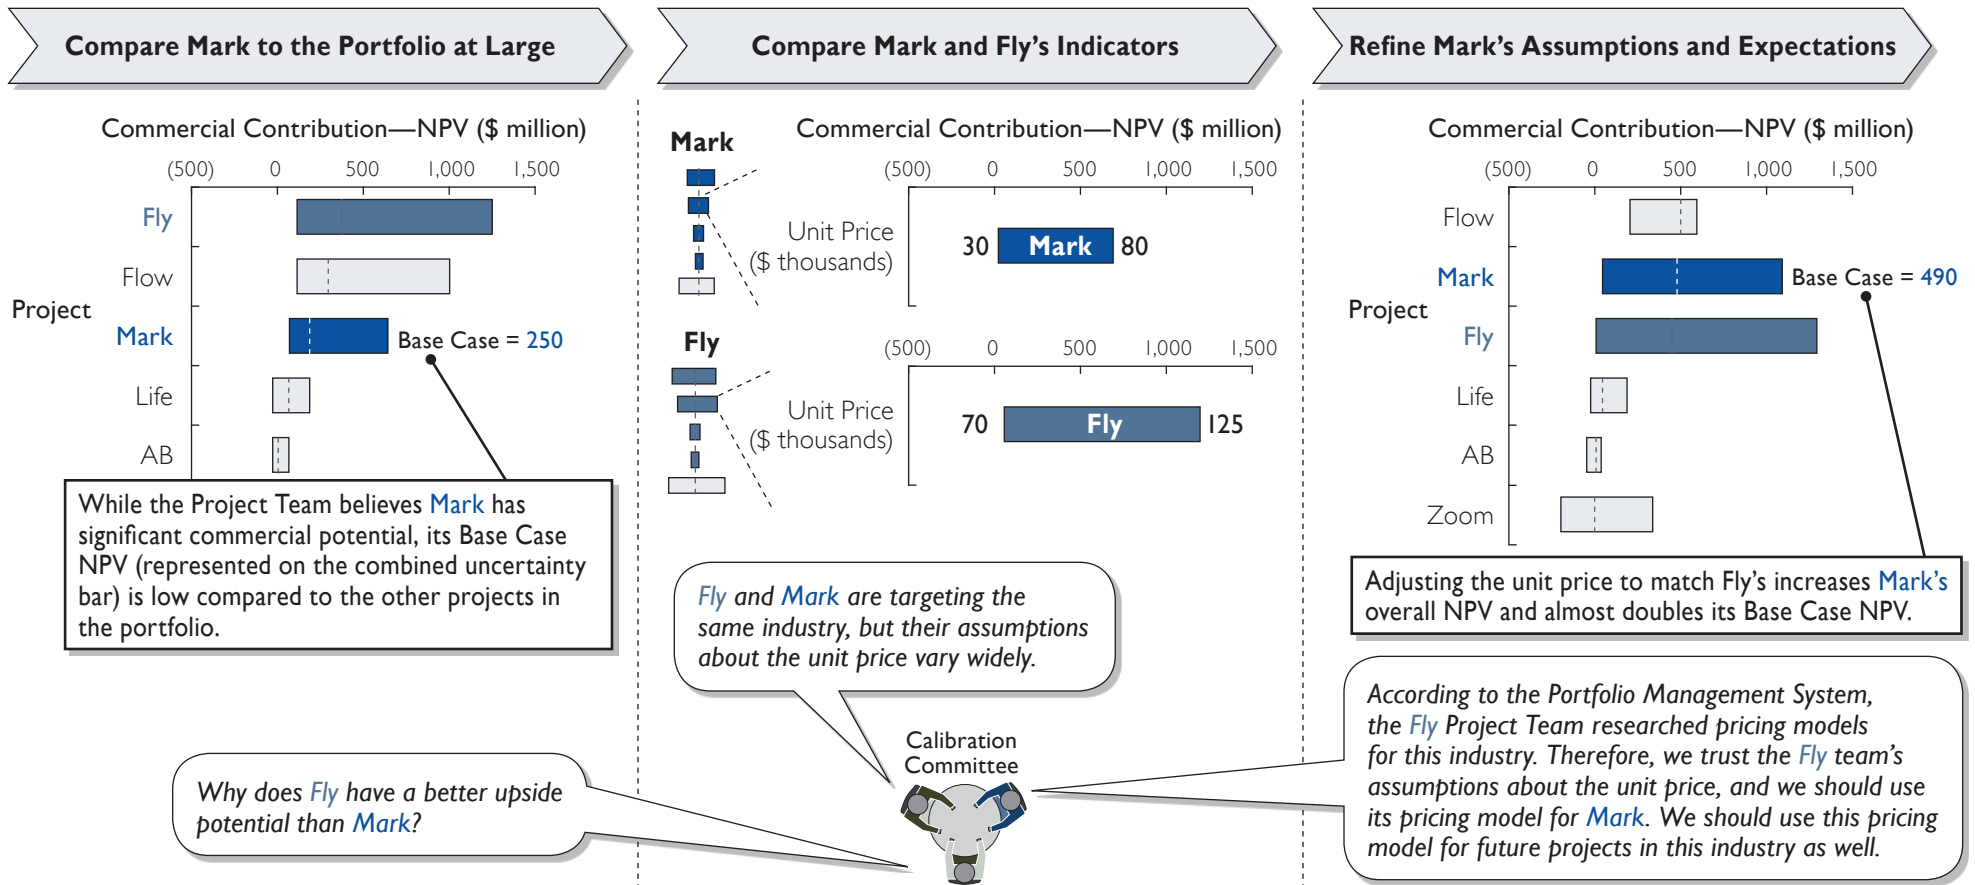 Compare Mark to the Portfolio at Large
Commercial Contribution—NPV ($ million)
(500) 0 500 1,000 1,500
Project
Fly
Flow
Mark
Base Case = 250
Life
AB
While the Project Team believes Mark has
significant commercial potential, its Base Case
NPV (represented on the combined uncertainty
bar) is low compared to the other projects in
the portfolio.
Why does Fly have a better upside
potential than Mark?
Compare Mark and Fly’s Indicators
Mark
Commercial Contribution—NPV ($ million)
(500) 0 500 1,000 1,500
Unit Price
($ thousands)
30 Mark 80
Fly
(500) 0 500 1,000 1,500
Unit Price
($ thousands)
70 Fly 125
Fly and Mark are targeting the
same industry, but their assumptions
about the unit price vary widely.
Calibration
Committee
Refine Mark’s Assumptions and Expectations
Commercial Contribution—NPV ($ million)
(500) 0 500 1,000 1,500
Project
Flow
Mark
Base Case = 490
Fly
Life
AB
Zoom
Adjusting the unit price to match Fly’s increases Mark’s
overall NPV and almost doubles its Base Case NPV.
According to the Portfolio Management System,
the Fly Project Team researched pricing models
for this industry. Therefore, we trust the Fly team’s
assumptions about the unit price, and we should use
its pricing model for Mark. We should use this pricing
model for future projects in this industry as well.